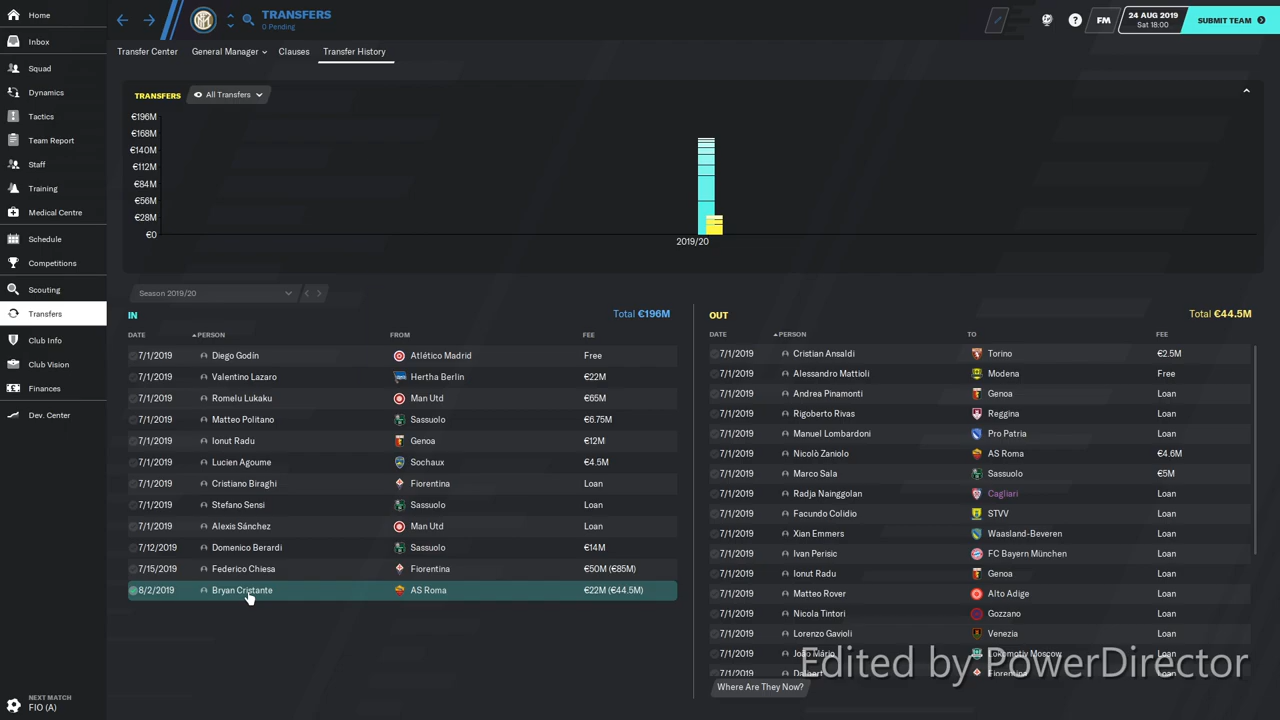 Home
Inbox
Squad
Dynamics
Tactics
Team Report
Staff
Training
Medical Centre
Schedule
Competitions
Scouting
Transfers
Club Info
Club Vision
Finances
Dev. Center
NEXT MATCH
FIO (A)
TRANSFERS
0 Pending
? FM 24 AUG 2019 Sat 18:00 SUBMIT TEAM
Transfer Center General Manager Clauses Transfer History
TRANSFERS All Transfers
€196M
€168M
€140M
€112M
€84M
€56M
€28M
€0
2019/20
Season 2019/20
IN Total €196M
DATE PERSON FROM FEE
7/1/2019 Diego Godín Atlético Madrid Free
7/1/2019 Valentino Lazaro Hertha Berlin €22M
7/1/2019 Romelu Lukaku Man Utd €65M
7/1/2019 Matteo Politano Sassuolo €6.75M
7/1/2019 Ionut Radu Genoa €12M
7/1/2019 Lucien Agoume Sochaux €4.5M
7/1/2019 Cristiano Biraghi Fiorentina Loan
7/1/2019 Stefano Sensi Sassuolo Loan
7/1/2019 Alexis Sánchez Man Utd Loan
7/12/2019 Domenico Berardi Sassuolo €14M
7/15/2019 Federico Chiesa Fiorentina €50M (€85M)
8/2/2019 Bryan Cristante AS Roma €22M (€44.5M)
OUT Total €44.5M
DATE PERSON TO FEE
7/1/2019 Cristian Ansaldi Torino €2.5M
7/1/2019 Alessandro Mattioli Modena Free
7/1/2019 Andrea Pinamonti Genoa Loan
7/1/2019 Rigoberto Rivas Reggina Loan
7/1/2019 Manuel Lombardoni Pro Patria Loan
7/1/2019 Nicolò Zaniolo AS Roma €4.6M
7/1/2019 Marco Sala Sassuolo €5M
7/1/2019 Radja Nainggolan Cagliari Loan
7/1/2019 Facundo Colidio STVV Loan
7/1/2019 Xian Emmers Waasland-Beveren Loan
7/1/2019 Ivan Perisic FC Bayern München Loan
7/1/2019 Ionut Radu Genoa Loan
7/1/2019 Matteo Rover Alto Adige Loan
7/1/2019 Nicola Tintori Gozzano Loan
7/1/2019 Lorenzo Gavioli Venezia Loan
7/1/2019 João Mário Lokomotiv Moscow Loan
7/1/2019 Dalbert Fiorentina Loan
Where Are They Now?
Edited by PowerDirector